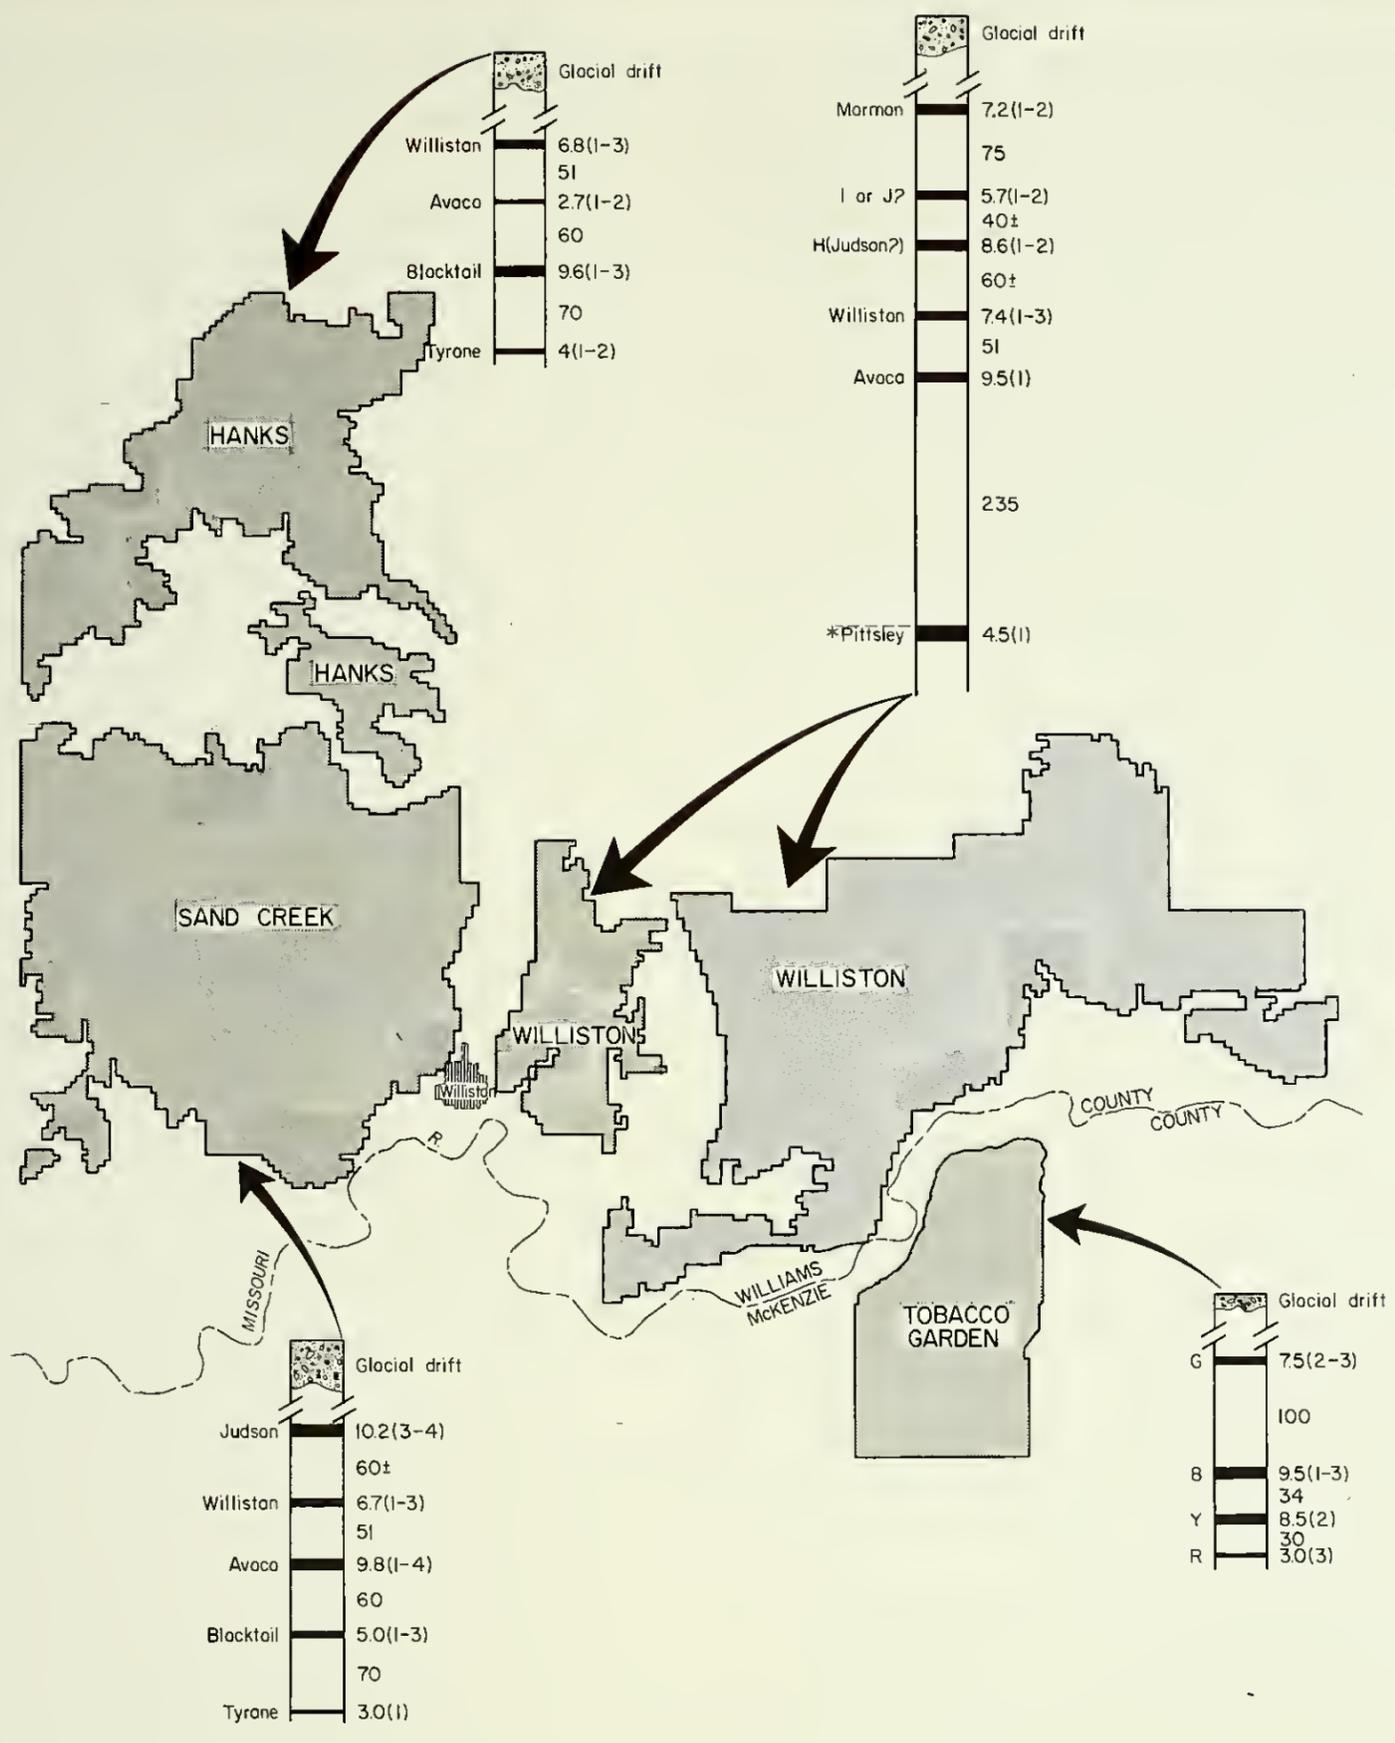 Glacial drift
Williston 6.8(1-3)
51
Avoca 2.7(1-2)
60
Blacktail 9.6(1-3)
70
Tyrone 4(1-2)
Glacial drift
Mormon 7.2(1-2)
75
I or J? 5.7(1-2)
40±
H(Judson?) 8.6(1-2)
60±
Williston 7.4(1-3)
51
Avoca 9.5(1)
235
*Pittsley 4.5(1)
HANKS
HANKS
SAND CREEK
WILLISTON
WILLISTON
Williston
COUNTY
COUNTY
R.
MISSOURI
WILLIAMS
McKENZIE
TOBACCO
GARDEN
Glacial drift
Judson 10.2(3-4)
60±
Williston 6.7(1-3)
51
Avoca 9.8(1-4)
60
Blacktail 5.0(1-3)
70
Tyrone 3.0(1)
Glacial drift
G 7.5(2-3)
100
B 9.5(1-3)
34
Y 8.5(2)
30
R 3.0(3)